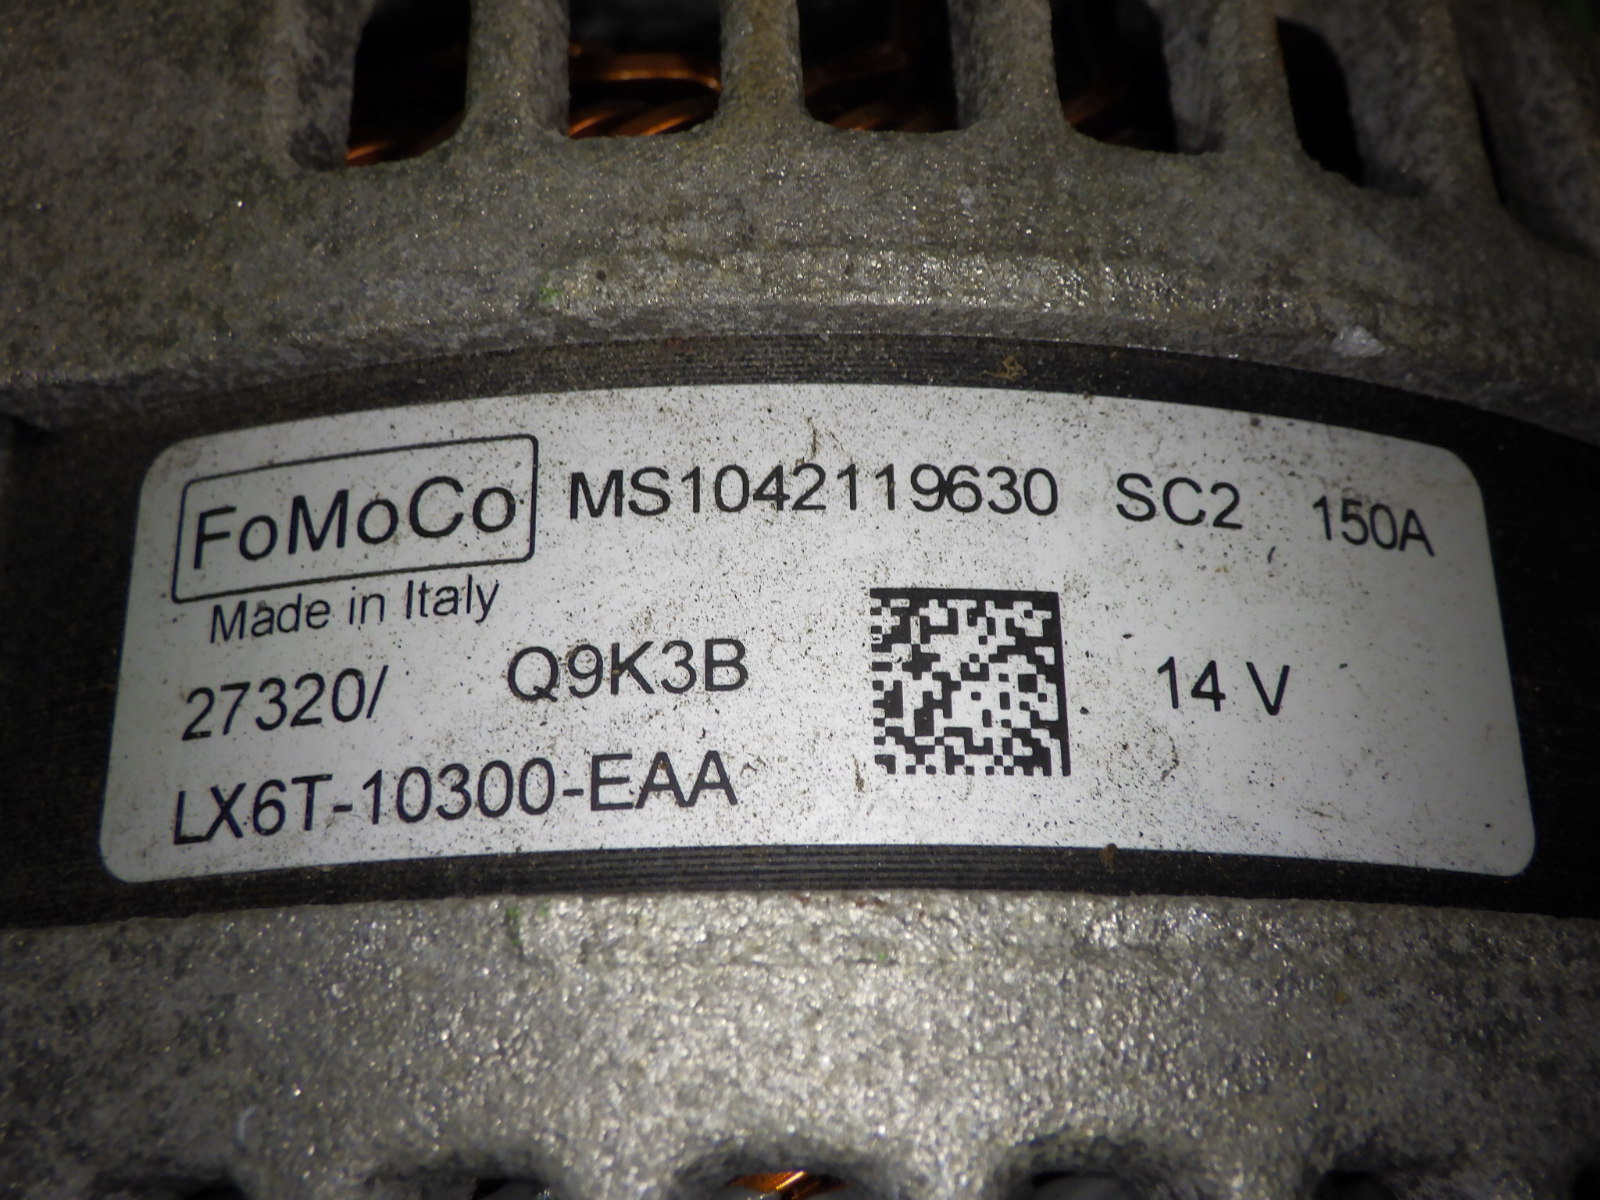 FoMoCo MS1042119630 SC2 150A
Made in Italy
27320/ Q9K3B 14 V
LX6T-10300-EAA